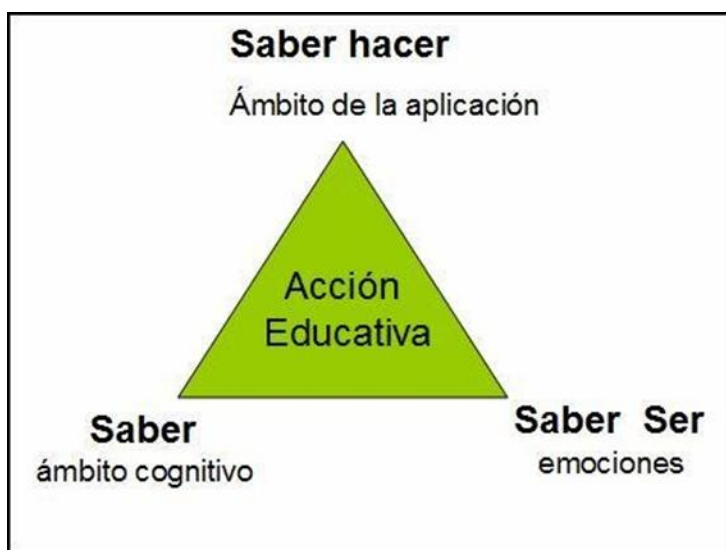 Saber hacer
Ámbito de la aplicación
Acción
Educativa
Saber
ámbito cognitivo
Saber Ser
emociones